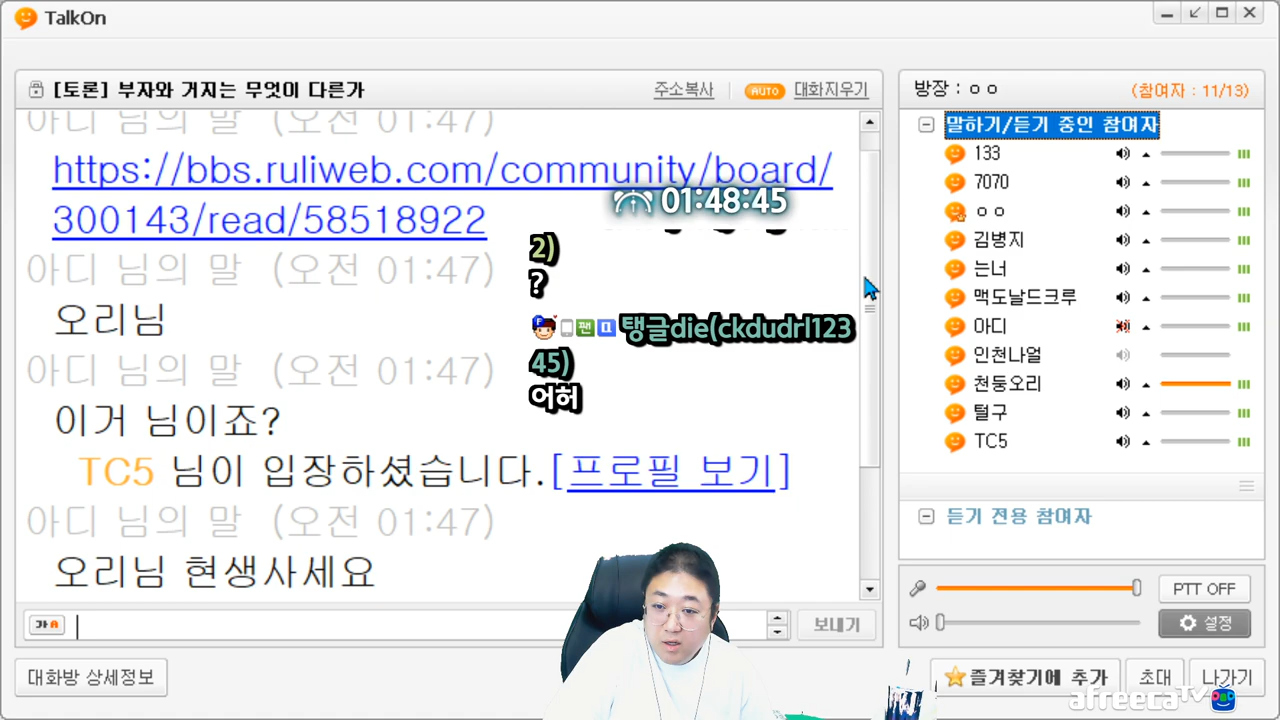 TalkOn
[토론] 부자와 거지는 무엇이 다른가
주소복사
AUTO
대화지우기
아디 님의 말 (오전 01:47)
https://bbs.ruliweb.com/community/board/
300143/read/58518922
01:48:45
아디 님의 말 (오전 01:47)
2)
?
오리님
탱글die(ckdudrl123
45)
어허
아디 님의 말 (오전 01:47)
이거 님이죠?
TC5 님이 입장하셨습니다.[프로필 보기]
아디 님의 말 (오전 01:47)
오리님 현생사세요
가A
보내기
대화방 상세정보
방장 : ㅇㅇ
(참여자 : 11/13)
말하기/듣기 중인 참여자
133
7070
ㅇㅇ
김병지
는너
맥도날드크루
아디
인천나얼
천둥오리
털구
TC5
듣기 전용 참여자
PTT OFF
설정
즐겨찾기에 추가
초대
나가기
afreecaTV